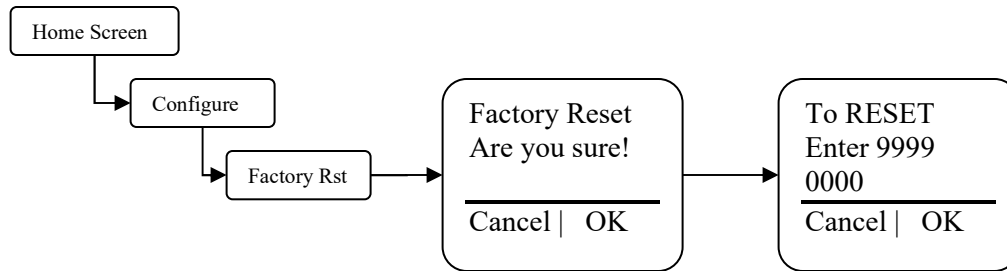 Home Screen
Configure
Factory Rst
Factory Reset
Are you sure!
Cancel | OK
To RESET
Enter 9999
0000
Cancel | OK